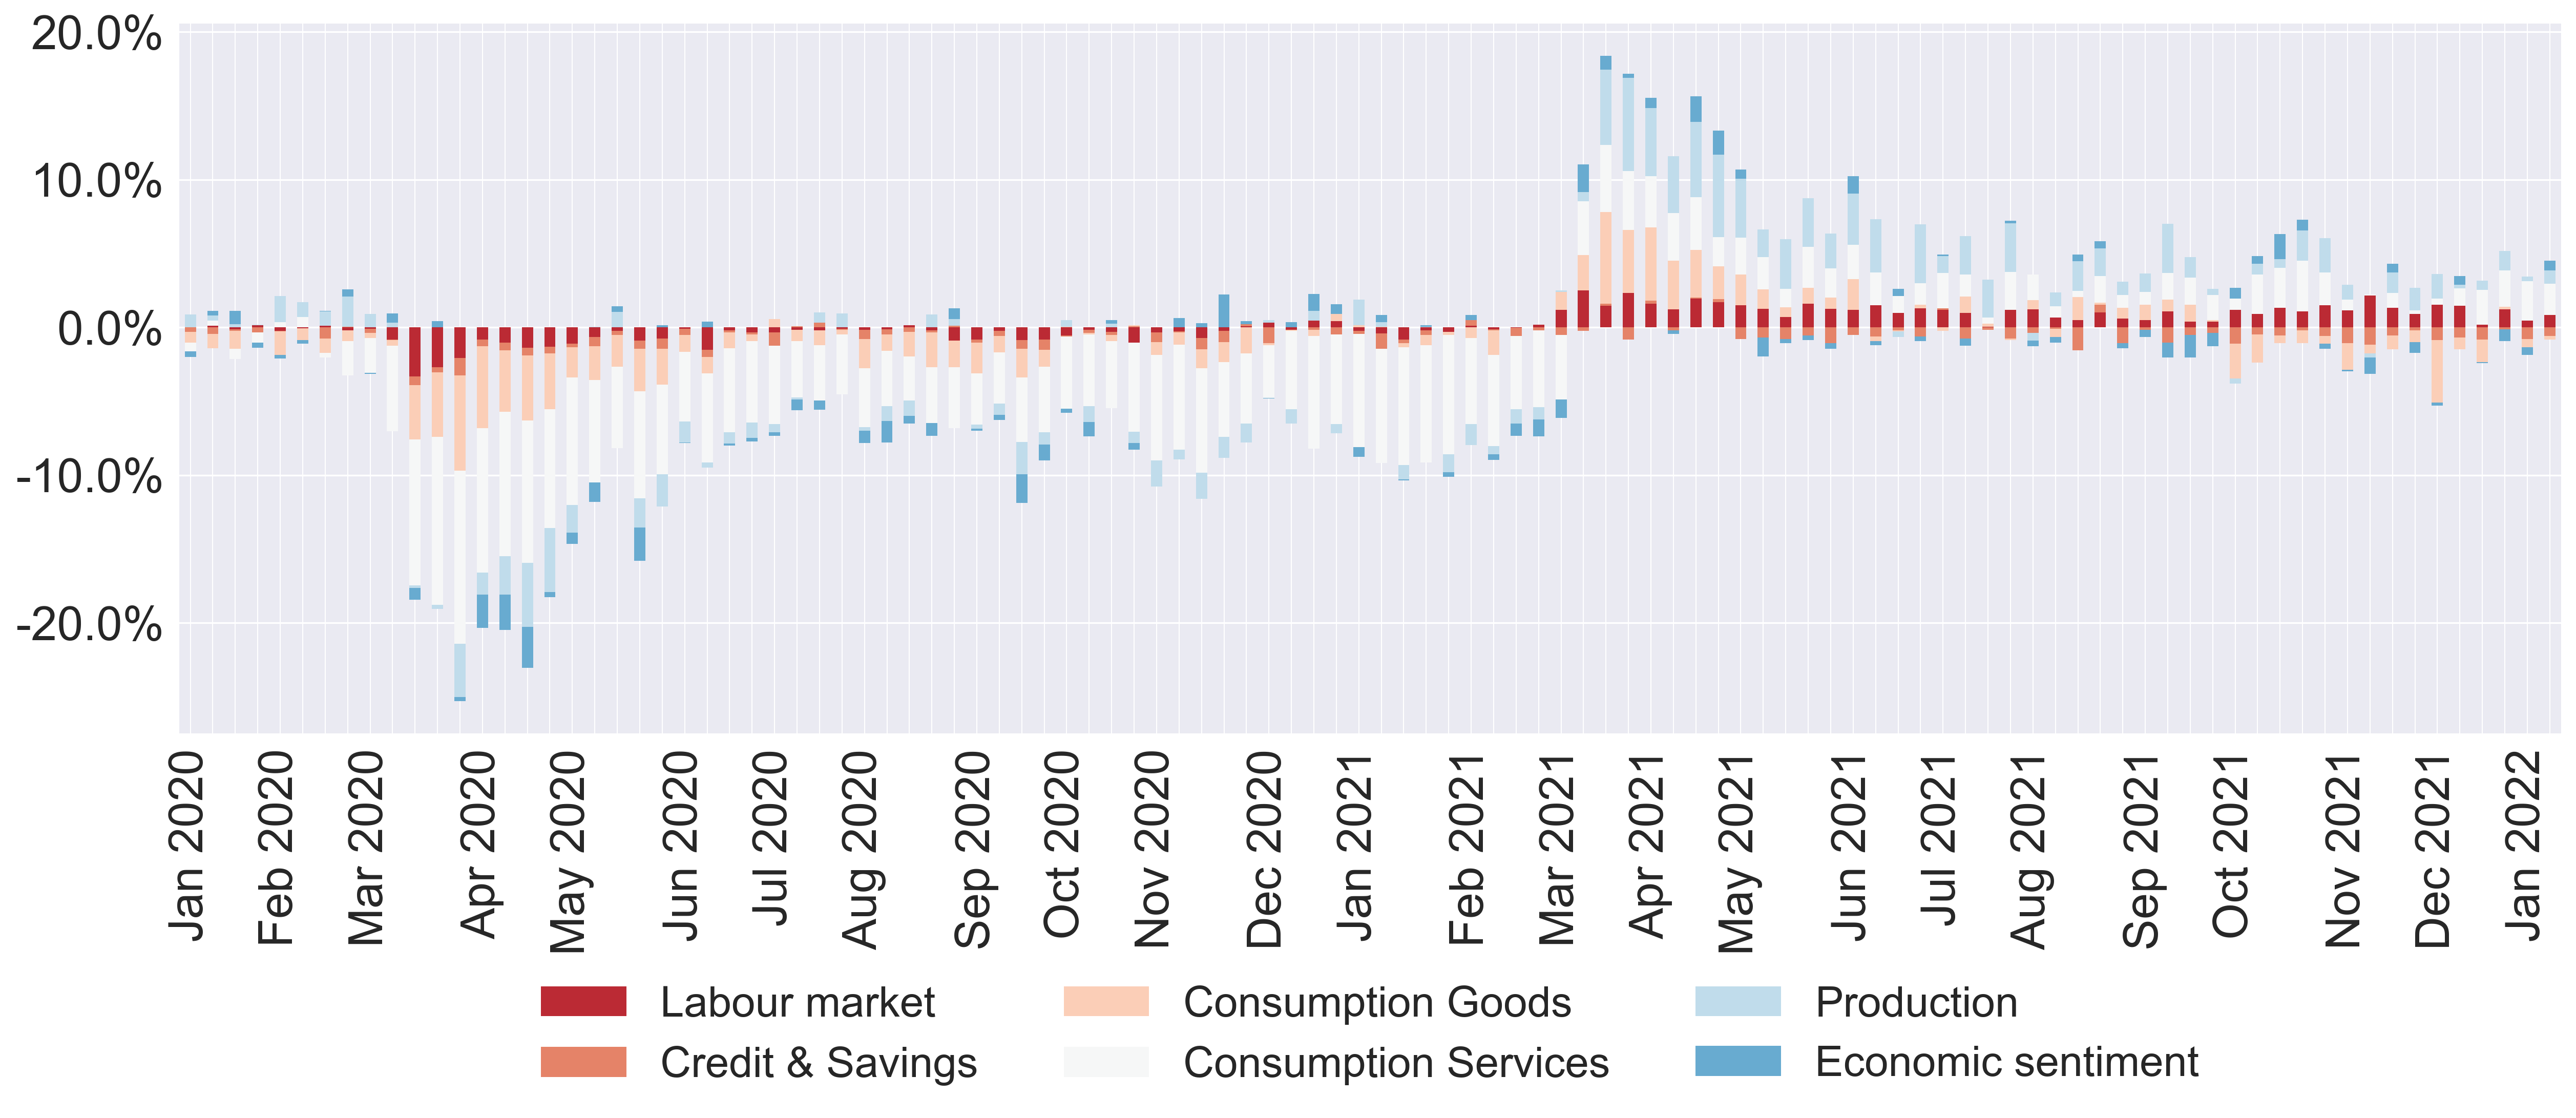 20.0%
10.0%
0.0%
-10.0%
-20.0%
Jan 2020
Feb 2020
Mar 2020
Apr 2020
May 2020
Jun 2020
Jul 2020
Aug 2020
Sep 2020
Oct 2020
Nov 2020
Dec 2020
Jan 2021
Feb 2021
Mar 2021
Apr 2021
May 2021
Jun 2021
Jul 2021
Aug 2021
Sep 2021
Oct 2021
Nov 2021
Dec 2021
Jan 2022
Labour market
Consumption Goods
Production
Credit & Savings
Consumption Services
Economic sentiment